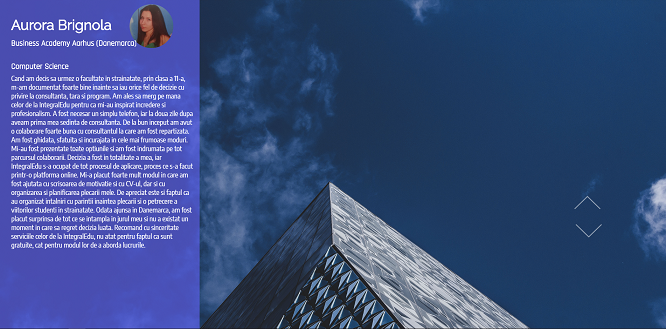 Aurora Brignola
Business Academy Aarhus (Danemarca)
Computer Science
Cand am decis sa urmez o facultate in strainatate, prin clasa a 11-a,
m-am documentat foarte bine inainte sa iau orice fel de decizie cu
privire la consultanta, tara si program. Am ales sa merg pe mana
celor de la IntegralEdu pentru ca mi-au inspirat incredere si
profesionalism. A fost necesar un simplu telefon, iar la doua zile dupa
aveam prima mea sedinta de consultanta. De la bun inceput am avut
o colaborare foarte buna cu consultantul la care am fost repartizata.
Am fost ghidata, sfatuita si incurajata in cele mai frumoase moduri.
Mi-au fost prezentate toate optiunile si am fost indrumata pe tot
parcursul colaborarii. Decizia a fost in totalitate a mea, iar
IntegralEdu s-a ocupat de tot procesul de aplicare, proces ce s-a facut
printr-o platforma online. Mi-a placut foarte mult modul in care am
fost ajutata cu scrisoarea de motivatie si cu CV-ul, dar si cu
organizarea si planificarea plecarii mele. De apreciat este si faptul ca
au organizat intalniri cu parintii inaintea plecarii si o petrecere a
viitorilor studenti in strainatate. Odata ajunsa in Danemarca, am fost
placut surprinsa de tot ce se intampla in jurul meu si nu a existat un
moment in care sa regret decizia luata. Recomand cu sinceritate
serviciile celor de la IntegralEdu, nu atat pentru faptul ca sunt
gratuite, cat pentru modul lor de a aborda lucrurile.